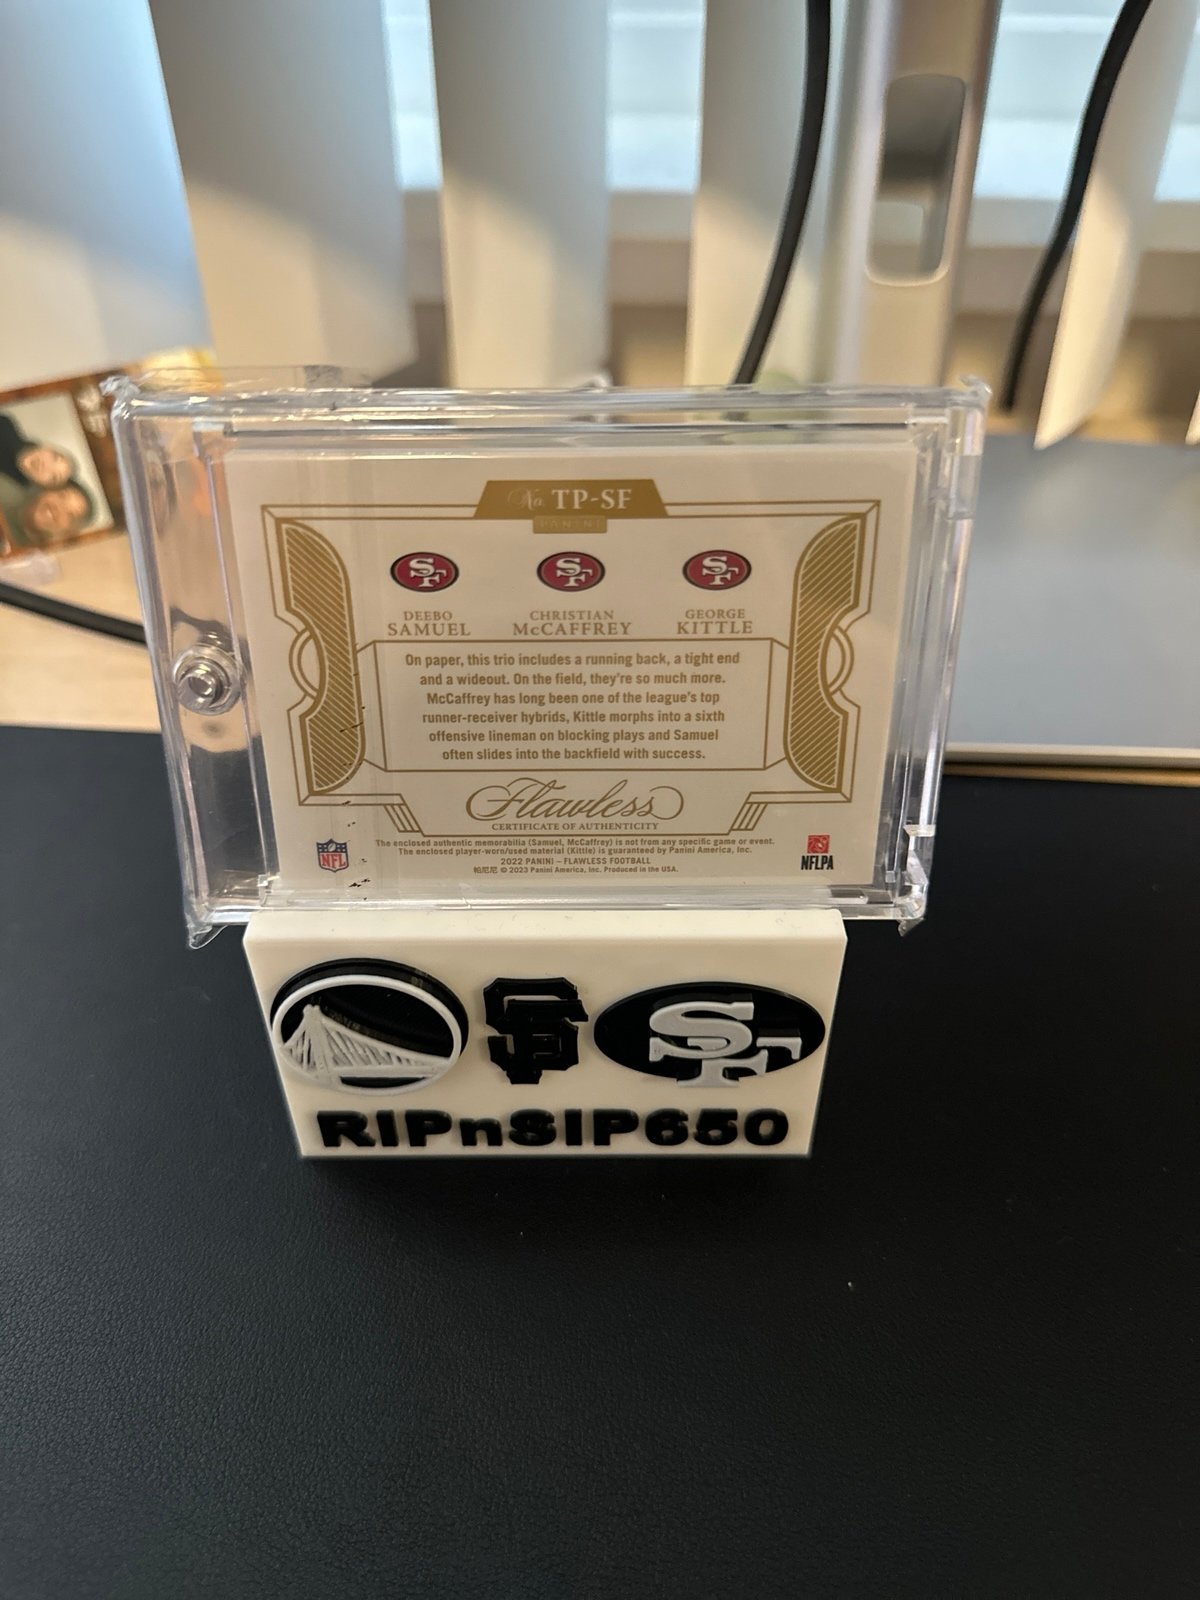 No. TP-SF
PANINI
SF SF SF
DEEBO CHRISTIAN GEORGE
SAMUEL McCAFFREY KITTLE
On paper, this trio includes a running back, a tight end
and a wideout. On the field, they're so much more.
McCaffrey has long been one of the league's top
runner-receiver hybrids, Kittle morphs into a sixth
offensive lineman on blocking plays and Samuel
often slides into the backfield with success.
Flawless
CERTIFICATE OF AUTHENTICITY
The enclosed authentic memorabilia (Samuel, McCaffrey) is not from any specific game or event.
The enclosed player-worn/used material (Kittle) is guaranteed by Panini America, Inc.
2022 PANINI – FLAWLESS FOOTBALL
帕尼尼 © 2023 Panini America, Inc. Produced in the USA.
NFL
NFLPA
SF SF
RIPnSIP650